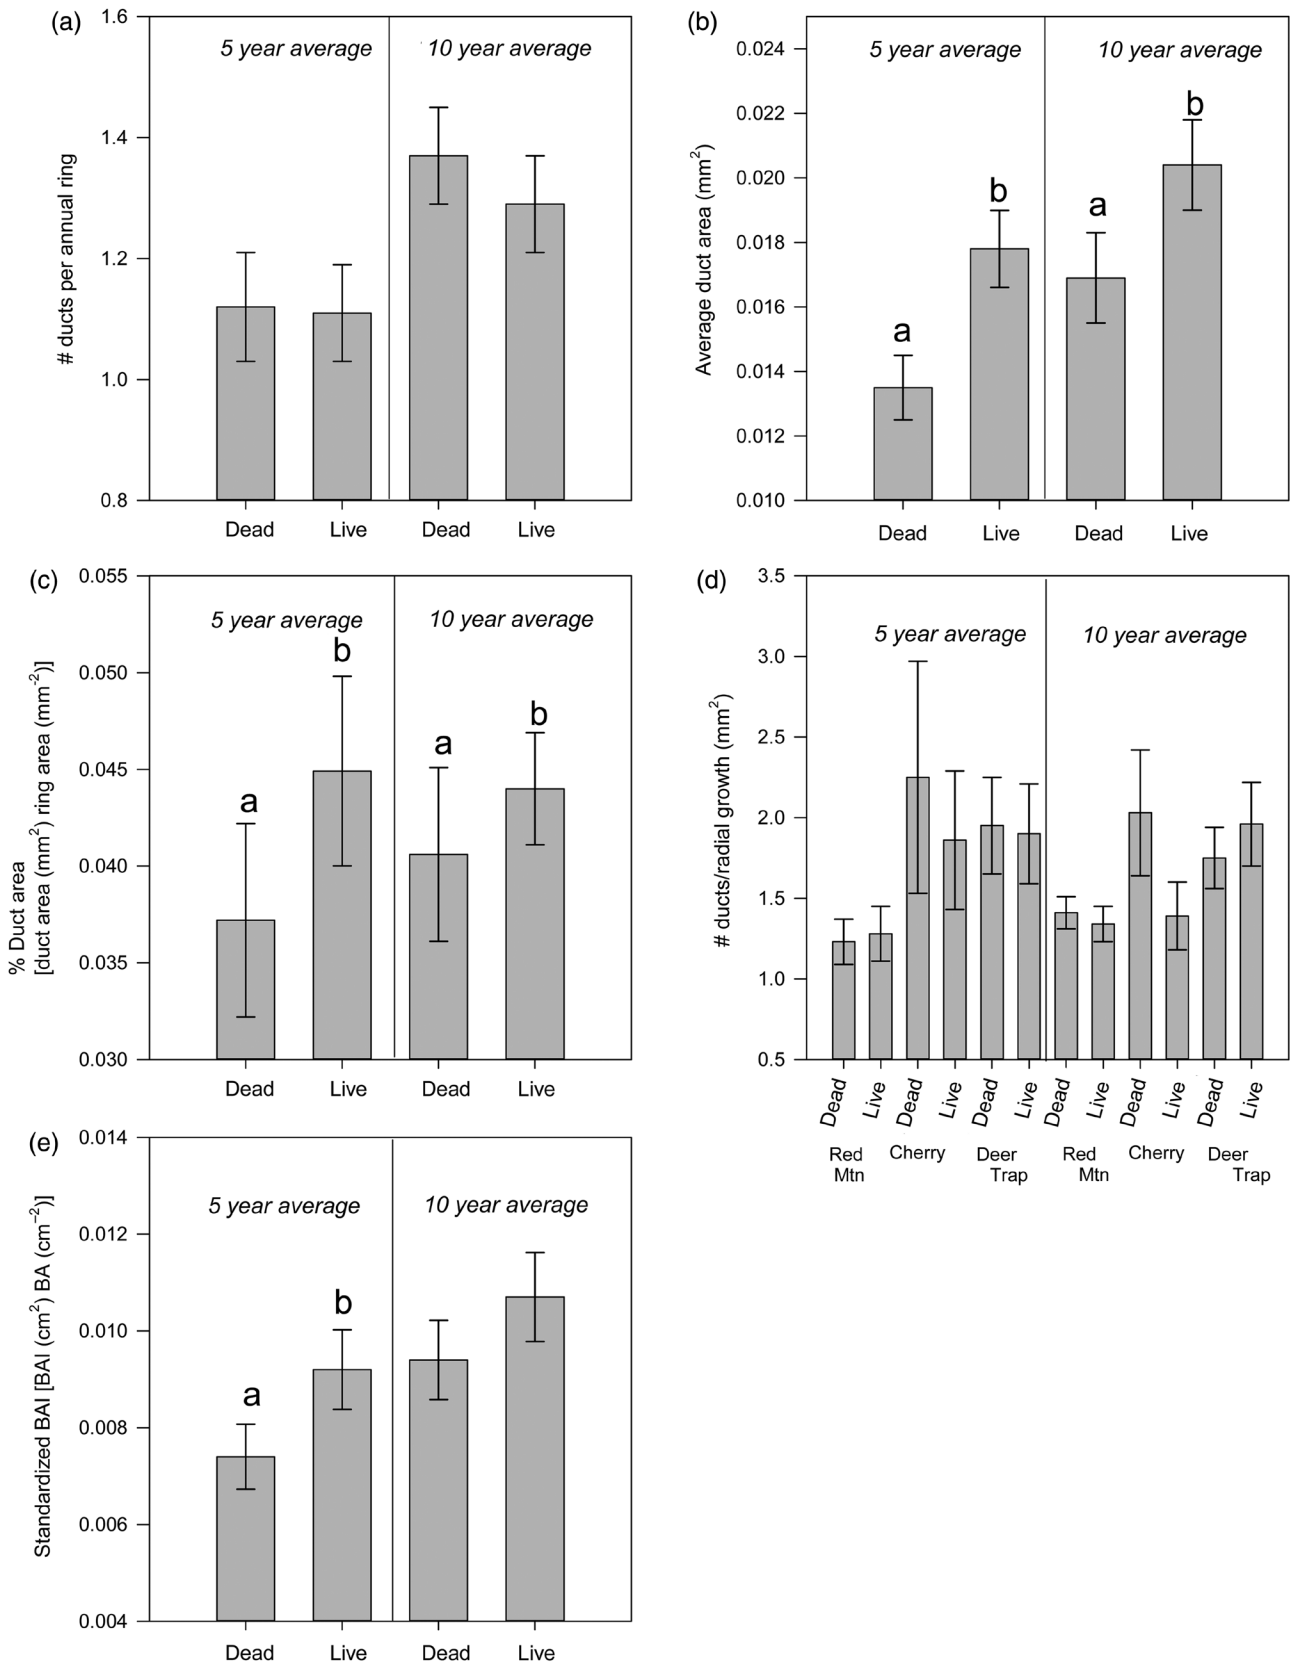 (a)
1.6
1.4
1.2
1.0
0.8
# ducts per annual ring
5 year average
10 year average
Dead
Live
Dead
Live
(b)
0.024
0.022
0.020
0.018
0.016
0.014
0.012
0.010
Average duct area (mm²)
5 year average
10 year average
a
b
a
b
Dead
Live
Dead
Live
(c)
0.055
0.050
0.045
0.040
0.035
0.030
% Duct area
[duct area (mm²) ring area (mm⁻²)]
5 year average
10 year average
a
b
a
b
Dead
Live
Dead
Live
(d)
3.5
3.0
2.5
2.0
1.5
1.0
0.5
# ducts/radial growth (mm²)
5 year average
10 year average
Dead
Live
Dead
Live
Dead
Live
Dead
Live
Dead
Live
Dead
Live
Red
Mtn
Cherry
Deer
Trap
Red
Mtn
Cherry
Deer
Trap
(e)
0.014
0.012
0.010
0.008
0.006
0.004
Standardized BAI [BAI (cm²) BA (cm⁻²)]
5 year average
10 year average
a
b
Dead
Live
Dead
Live